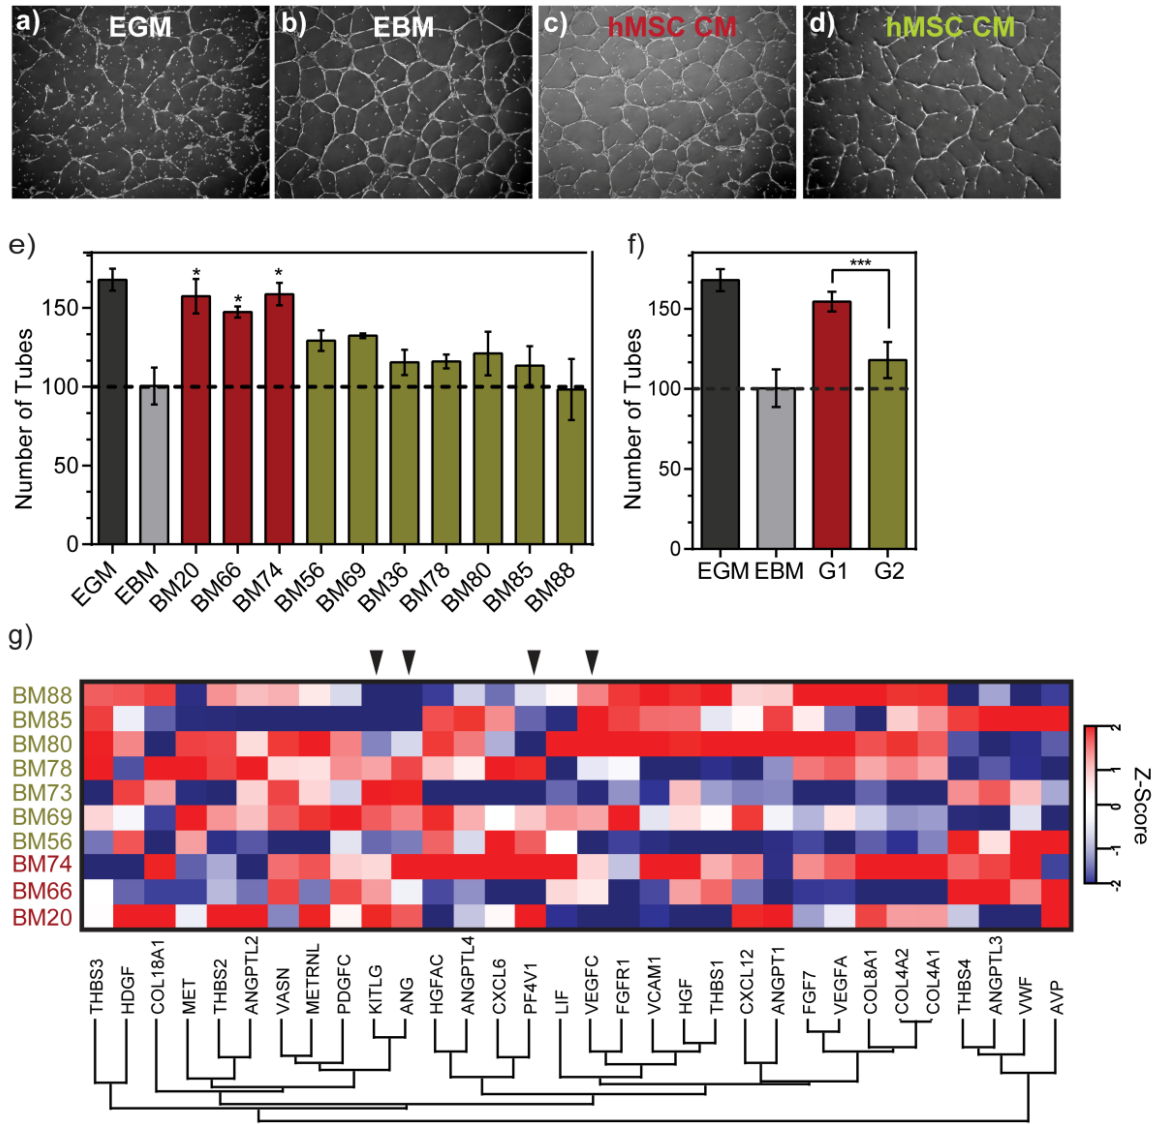 a) EGM
b) EBM
c) hMSC CM
d) hMSC CM
e)
Number of Tubes
150
100
50
0
* * *
EGM EBM BM20 BM66 BM74 BM56 BM69 BM36 BM78 BM80 BM85 BM88
f)
Number of Tubes
150
100
50
0
***
EGM EBM G1 G2
g)
BM88
BM85
BM80
BM78
BM73
BM69
BM56
BM74
BM66
BM20
2
1
0
-1
-2
Z-Score
THBS3 HDGF COL18A1 MET THBS2 ANGPTL2 VASN METRNL PDGFC KITLG ANG HGFAC ANGPTL4 CXCL6 PF4V1 LIF VEGFC FGFR1 VCAM1 HGF THBS1 CXCL12 ANGPT1 FGF7 VEGFA COL8A1 COL4A2 COL4A1 THBS4 ANGPTL3 VWF AVP